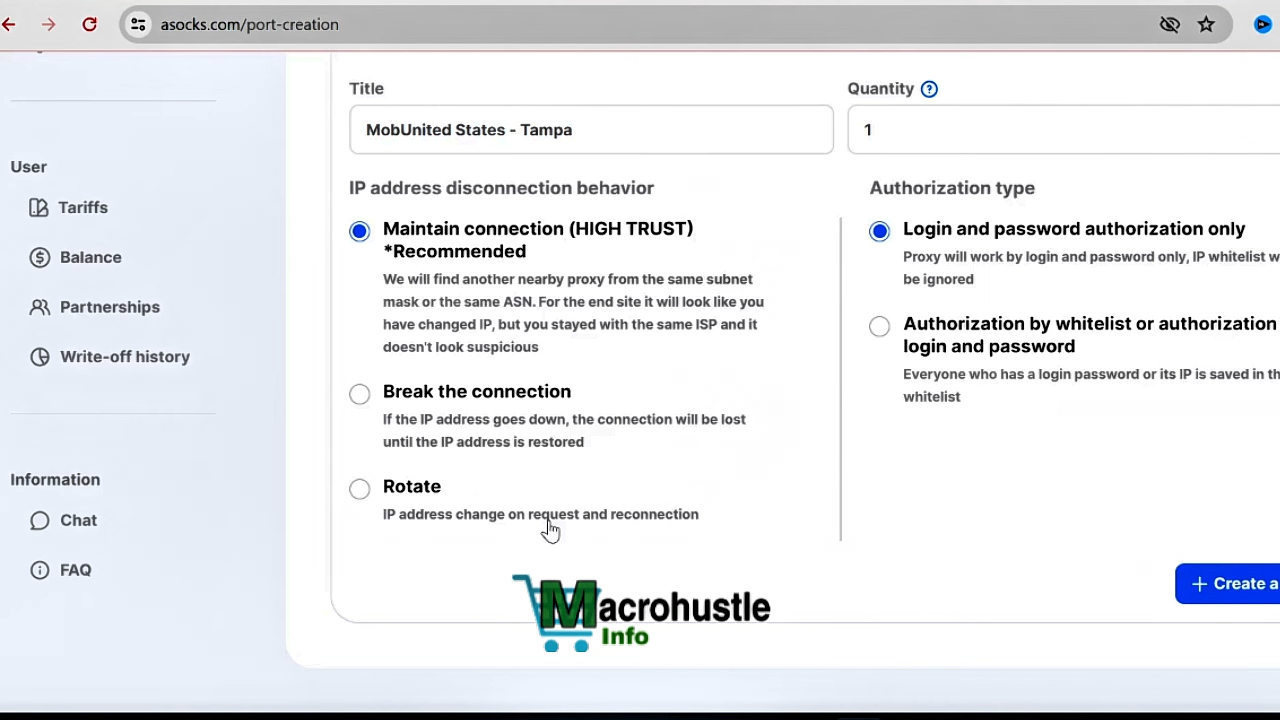 asocks.com/port-creation
Title
Quantity ?
MobUnited States - Tampa
1
User
IP address disconnection behavior
Authorization type
Tariffs
Balance
Partnerships
Write-off history
Maintain connection (HIGH TRUST)
*Recommended
We will find another nearby proxy from the same subnet
mask or the same ASN. For the end site it will look like you
have changed IP, but you stayed with the same ISP and it
doesn't look suspicious
Break the connection
If the IP address goes down, the connection will be lost
until the IP address is restored
Rotate
IP address change on request and reconnection
Login and password authorization only
Proxy will work by login and password only, IP whitelist w
be ignored
Authorization by whitelist or authorization
login and password
Everyone who has a login password or its IP is saved in th
whitelist
Information
Chat
FAQ
+ Create a
Macrohustle
Info